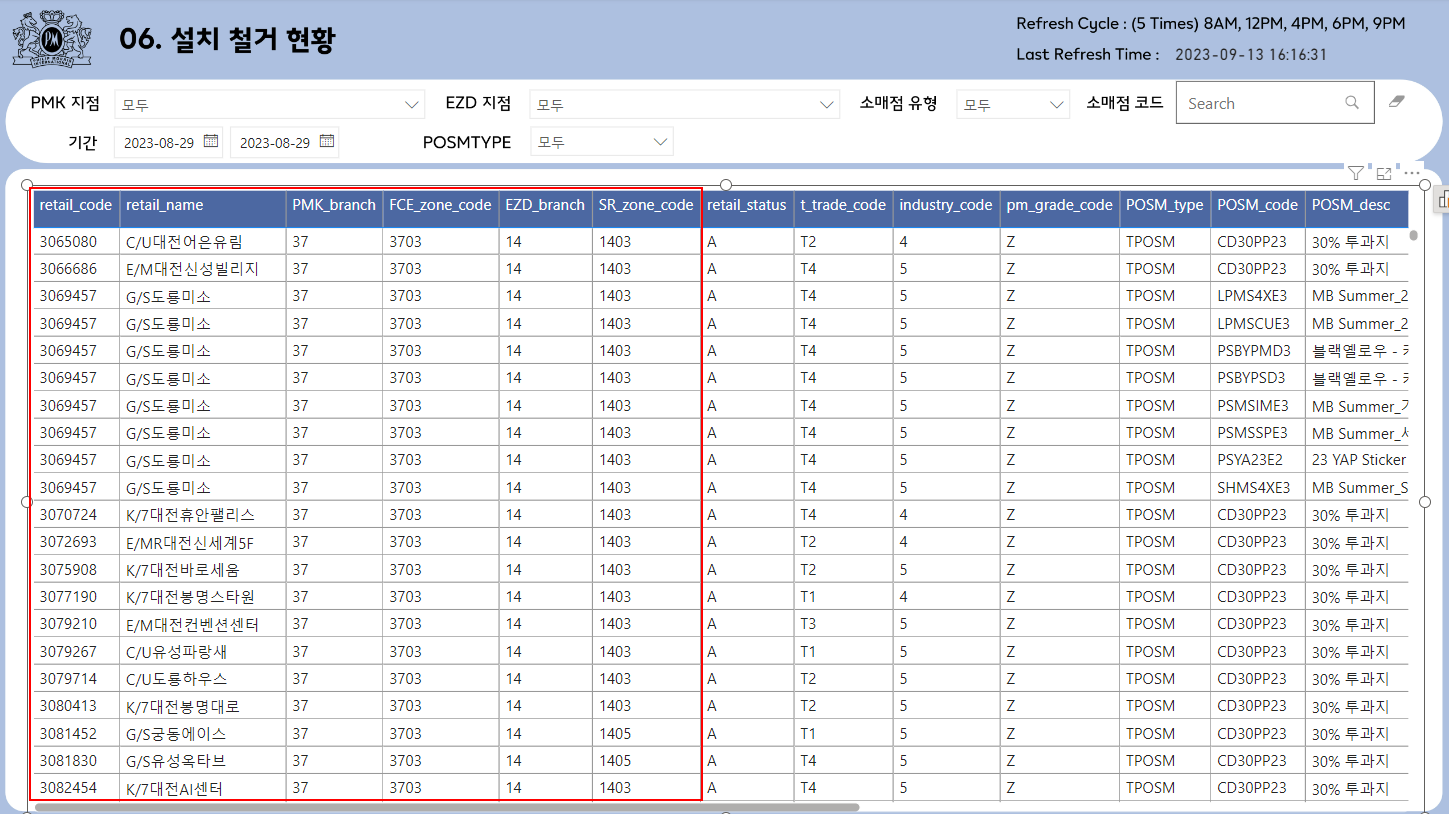 06. 설치 철거 현황
Refresh Cycle : (5 Times) 8AM, 12PM, 4PM, 6PM, 9PM
Last Refresh Time : 2023-09-13 16:16:31
PMK 지점 모두 EZD 지점 모두 소매점 유형 모두 소매점 코드 Search
기간 2023-08-29 2023-08-29 POSMTYPE 모두
retail_code retail_name PMK_branch FCE_zone_code EZD_branch SR_zone_code retail_status t_trade_code industry_code pm_grade_code POSM_type POSM_code POSM_desc
3065080 C/U대전어은유림 37 3703 14 1403 A T2 4 Z TPOSM CD30PP23 30% 투과지
3066686 E/M대전신성빌리지 37 3703 14 1403 A T4 5 Z TPOSM CD30PP23 30% 투과지
3069457 G/S도룡미소 37 3703 14 1403 A T4 5 Z TPOSM LPMS4XE3 MB Summer_2
3069457 G/S도룡미소 37 3703 14 1403 A T4 5 Z TPOSM LPMSCUE3 MB Summer_2
3069457 G/S도룡미소 37 3703 14 1403 A T4 5 Z TPOSM PSBYPMD3 블랙옐로우 -
3069457 G/S도룡미소 37 3703 14 1403 A T4 5 Z TPOSM PSBYPSD3 블랙옐로우 -
3069457 G/S도룡미소 37 3703 14 1403 A T4 5 Z TPOSM PSMSIME3 MB Summer_
3069457 G/S도룡미소 37 3703 14 1403 A T4 5 Z TPOSM PSMSSPE3 MB Summer_
3069457 G/S도룡미소 37 3703 14 1403 A T4 5 Z TPOSM PSYA23E2 23 YAP Sticker
3069457 G/S도룡미소 37 3703 14 1403 A T4 5 Z TPOSM SHMS4XE3 MB Summer_S
3070724 K/7대전휴안팰리스 37 3703 14 1403 A T4 4 Z TPOSM CD30PP23 30% 투과지
3072693 E/MR대전신세계5F 37 3703 14 1403 A T2 4 Z TPOSM CD30PP23 30% 투과지
3075908 K/7대전바로세움 37 3703 14 1403 A T2 5 Z TPOSM CD30PP23 30% 투과지
3077190 K/7대전봉명스타원 37 3703 14 1403 A T1 4 Z TPOSM CD30PP23 30% 투과지
3079210 E/M대전컨벤션센터 37 3703 14 1403 A T3 5 Z TPOSM CD30PP23 30% 투과지
3079267 C/U유성파랑새 37 3703 14 1403 A T1 5 Z TPOSM CD30PP23 30% 투과지
3079714 C/U도룡하우스 37 3703 14 1403 A T2 5 Z TPOSM CD30PP23 30% 투과지
3080413 K/7대전봉명대로 37 3703 14 1403 A T2 5 Z TPOSM CD30PP23 30% 투과지
3081452 G/S궁동에이스 37 3703 14 1405 A T1 5 Z TPOSM CD30PP23 30% 투과지
3081830 G/S유성옥타브 37 3703 14 1405 A T4 5 Z TPOSM CD30PP23 30% 투과지
3082454 K/7대전AI센터 37 3703 14 1403 A T4 5 Z TPOSM CD30PP23 30% 투과지